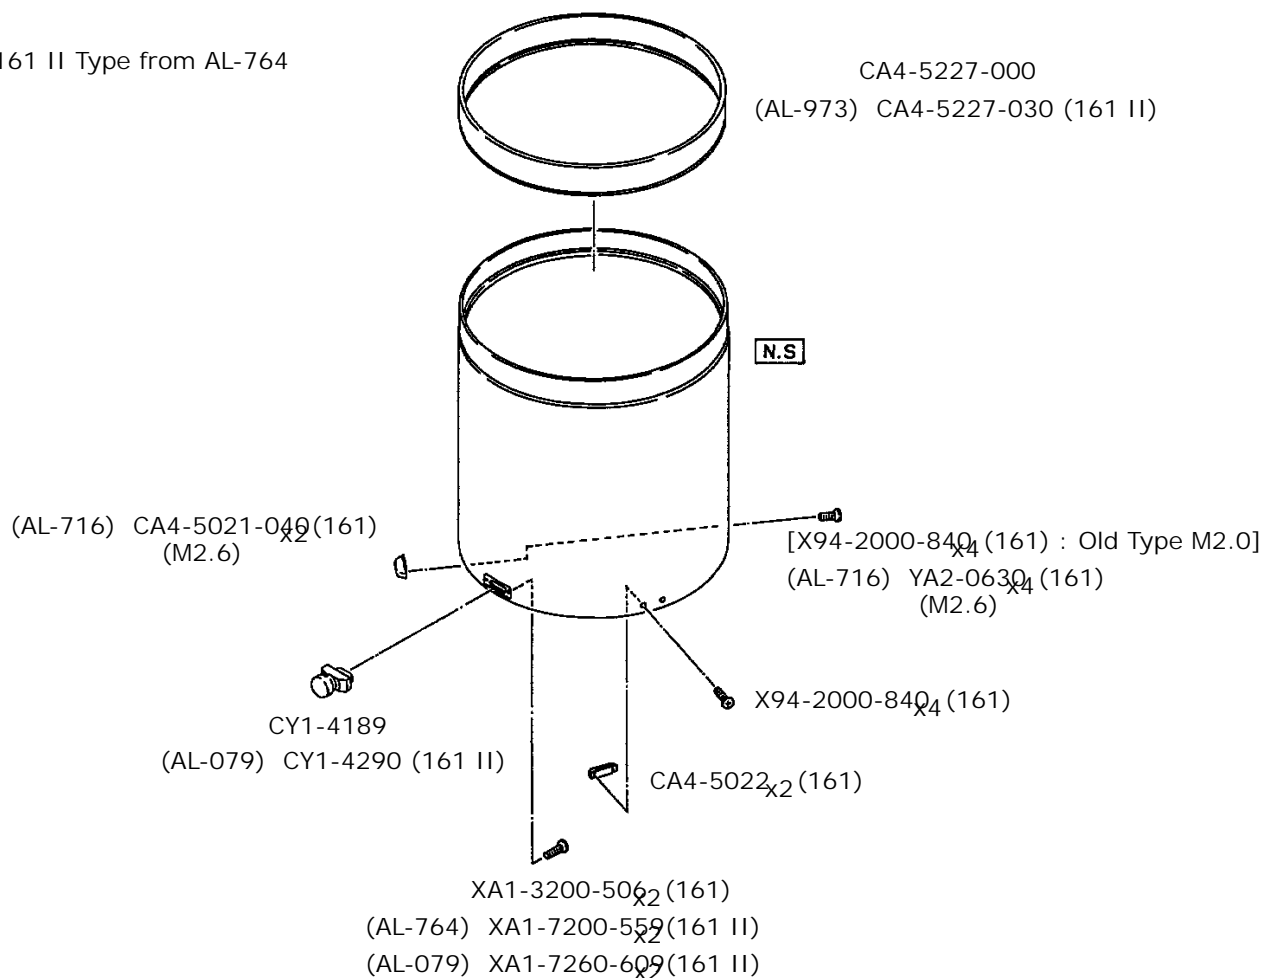 161 II Type from AL-764
CA4-5227-000
(AL-973) CA4-5227-030 (161 II)
N.S
(AL-716) CA4-5021-040 x2 (161)
(M2.6)
[X94-2000-840 x4 (161) : Old Type M2.0]
(AL-716) YA2-0630 x4 (161)
(M2.6)
X94-2000-840 x4 (161)
CY1-4189
(AL-079) CY1-4290 (161 II)
CA4-5022 x2 (161)
XA1-3200-506 x2 (161)
(AL-764) XA1-7200-559 x2 (161 II)
(AL-079) XA1-7260-609 x2 (161 II)